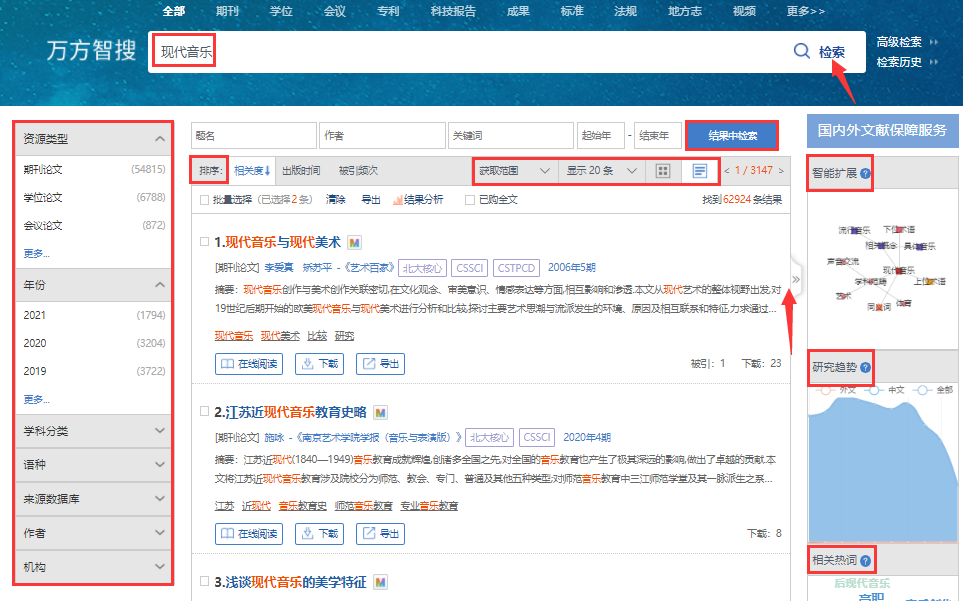 全部 期刊 学位 会议 专利 科技报告 成果 标准 法规 地方志 视频 更多>>
万方智搜 现代音乐 检索 高级检索 >>
检索历史 >>
资源类型
期刊论文 (54815)
学位论文 (6788)
会议论文 (872)
更多...
年份
2021 (1794)
2020 (3204)
2019 (3722)
更多...
学科分类
语种
来源数据库
作者
机构
题名 作者 关键词 起始年 - 结束年 结果中检索
排序: 相关度 出版时间 被引频次 获取范围 显示 20 条 < 1 / 3147 >
批量选择 (已选择2条) 清除 导出 结果分析 已购全文 找到62924条结果
1.现代音乐与现代美术 M
[期刊论文] 李爱真 娇苏平 -《艺术百家》 北大核心 CSSCI CSTPCD 2006年5期
摘要：现代音乐创作与美术创作关联密切,在文化观念、审美意识、情感表达等方面,相互影响和渗透.本文从现代艺术的整体视野出发,对
19世纪后期开始的欧美现代音乐与现代美术进行分析和比较,探讨主要艺术思潮与流派发生的环境、原因及相互联系和特征,力求通过...
现代音乐 现代美术 比较 研究
在线阅读 下载 导出 被引：1 下载：23
2.江苏近现代音乐教育史略 M
[期刊论文] 施咏 -《南京艺术学院学报（音乐与表演版）》 北大核心 CSSCI 2020年4期
摘要：江苏近现代(1840—1949)音乐教育成就辉煌,创诸多全国之先,对全国的音乐教育也产生了极其深远的影响,做出了卓越的贡献.本
文将江苏近现代音乐教育涉及院校分为师范、教会、专门、普通及其他五种类型;对师范音乐教育中三江师范学堂及其一脉派生之系...
江苏 近现代 音乐教育史 师范音乐教育 专业音乐教育
在线阅读 下载 导出 下载：8
3.浅谈现代音乐的美学特征 M
国内外文献保障服务
智能扩展 ?
流行音乐 下位术语
相关概念 具体音乐
声音交流 现代音乐
学科范畴 上位术语
艺术 同义词 体育
研究趋势 ?
外文 中文 全部
相关热词 ?
后现代音乐
高职